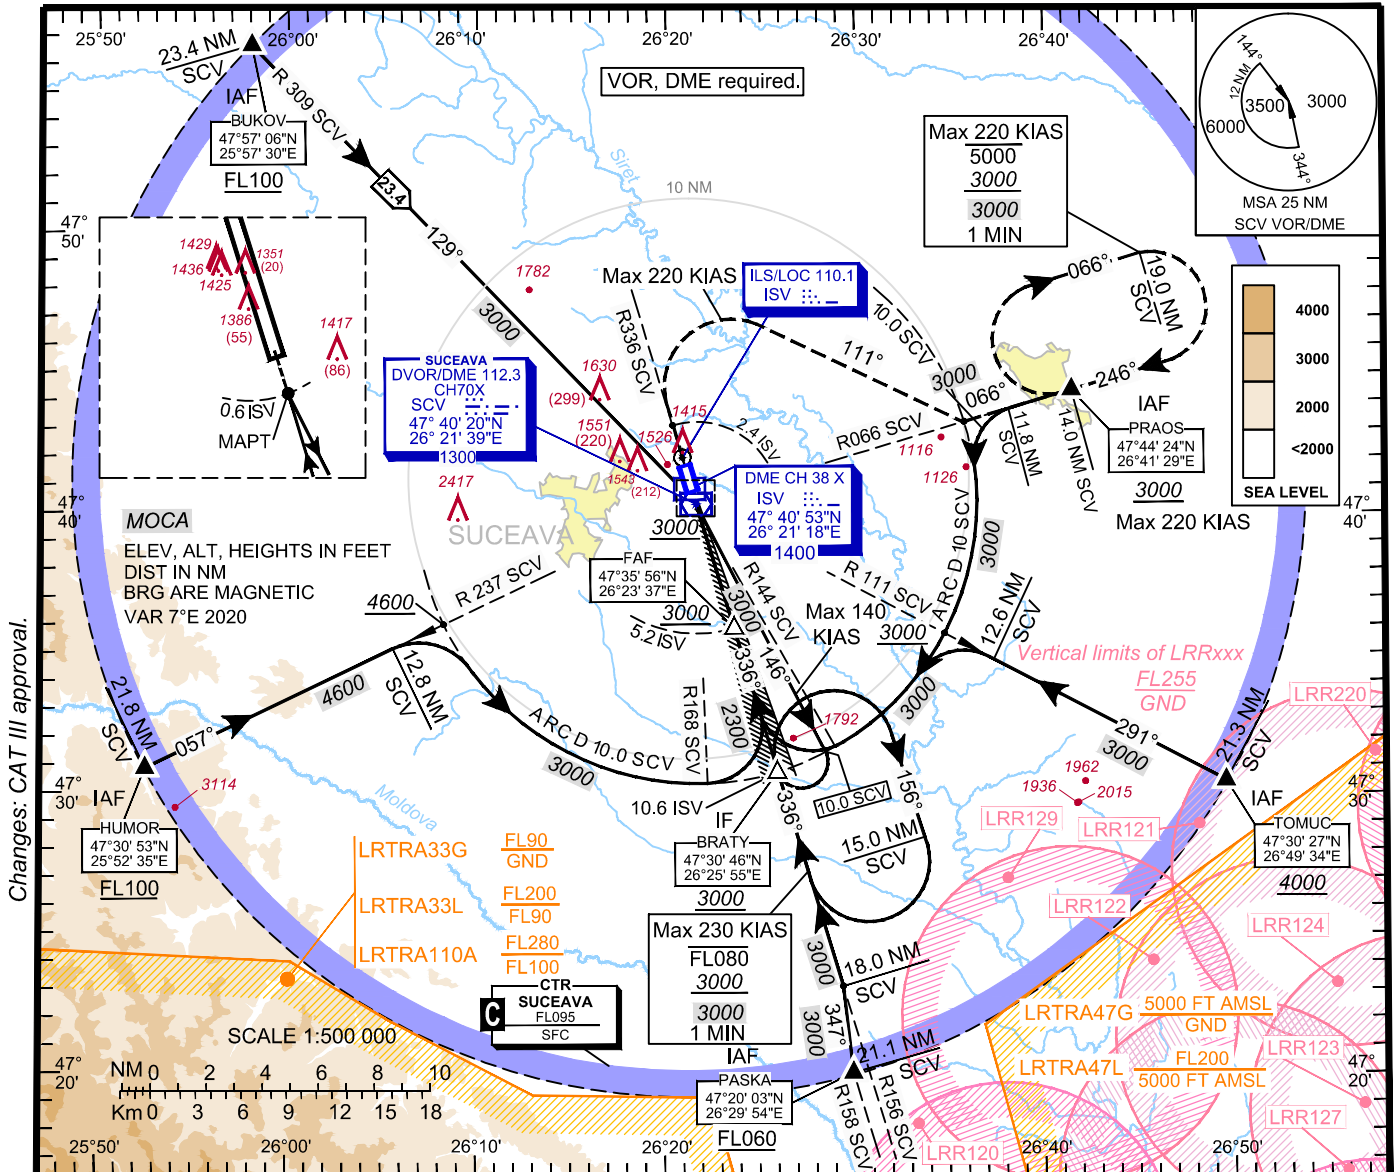 25°50'
26°00'
26°10'
26°20'
26°30'
26°40'
23.4 NM
SCV
IAF
BUKOV
47°57' 06"N
25°57' 30"E
FL100
R 309 SCV
23.4
129°
3000
VOR, DME required.
Siret
10 NM
Max 220 KIAS
5000
3000
3000
1 MIN
144°
12 NM
3500
3000
6000
344°
MSA 25 NM
SCV VOR/DME
47°
50'
1429
1436
1425
1351
(20)
1386
(55)
1417
(86)
0.6 ISV
MAPT
1782
Max 220 KIAS
ILS/LOC 110.1
ISV
R336 SCV
10.0 SCV
111°
066°
19.0 NM
SCV
246°
4000
3000
2000
<2000
SEA LEVEL
SUCEAVA
DVOR/DME 112.3
CH70X
SCV
47° 40' 20"N
26° 21' 39"E
1300
1630
(299)
1551
(220)
1543
(212)
1526
1415
2.4 ISV
R066 SCV
3000
066°
11.8 NM
SCV
14.0 NM SCV
IAF
PRAOS
47°44' 24"N
26°41' 29"E
3000
Max 220 KIAS
1116
1126
2417
SUCEAVA
DME CH 38 X
ISV
47° 40' 53"N
26° 21' 18"E
1400
47°
40'
47°
40'
MOCA
ELEV, ALT, HEIGHTS IN FEET
DIST IN NM
BRG ARE MAGNETIC
VAR 7°E 2020
3000
FAF
47°35' 56"N
26°23' 37"E
3000
5.2 ISV
3000
R144 SCV
146°
336°
2300
Max 140
KIAS
R 111 SCV
3000
ARC D 10 SCV
3000
3000
12.6 NM
SCV
4600
R 237 SCV
4600
12.8 NM
SCV
21.8 NM
SCV
057°
ARC D 10.0 SCV
3000
R168 SCV
1792
Vertical limits of LRRxxx
FL255
GND
LRR220
291°
3000
21.3 NM
SCV
1962
1936
2015
47°
30'
47°
30'
3114
IAF
HUMOR
47°30' 53"N
25°52' 35"E
FL100
Moldova
10.6 ISV
IF
BRATY
47°30' 46"N
26°25' 55"E
3000
336°
10.0 SCV
156°
15.0 NM
SCV
LRR129
LRR121
IAF
TOMUC
47°30' 27"N
26°49' 34"E
4000
LRTRA33G
FL90
GND
LRTRA33L
FL200
FL90
LRTRA110A
FL280
FL100
Max 230 KIAS
FL080
3000
3000
1 MIN
3000
18.0 NM
SCV
347°
3000
LRR122
LRR124
LRTRA47G
5000 FT AMSL
GND
LRR123
LRTRA47L
FL200
5000 FT AMSL
LRR127
LRR120
C
CTR
SUCEAVA
FL095
SFC
SCALE 1:500 000
NM 0 2 4 6 8 10
Km 0 3 6 9 12 15 18
IAF
PASKA
47°20' 03"N
26°29' 54"E
FL060
21.1 NM
SCV
R158 SCV
R156 SCV
47°
20'
47°
20'
25°50'
26°00'
26°10'
26°20'
26°40'
26°50'
Changes: CAT III approval.